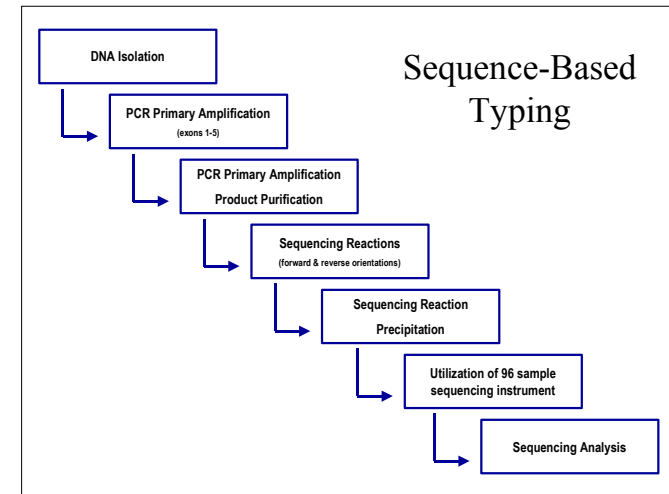 Sequence-Based
Typing
DNA Isolation
PCR Primary Amplification
(exons 1-5)
PCR Primary Amplification
Product Purification
Sequencing Reactions
(forward & reverse orientations)
Sequencing Reaction
Precipitation
Utilization of 96 sample
sequencing instrument
Sequencing Analysis